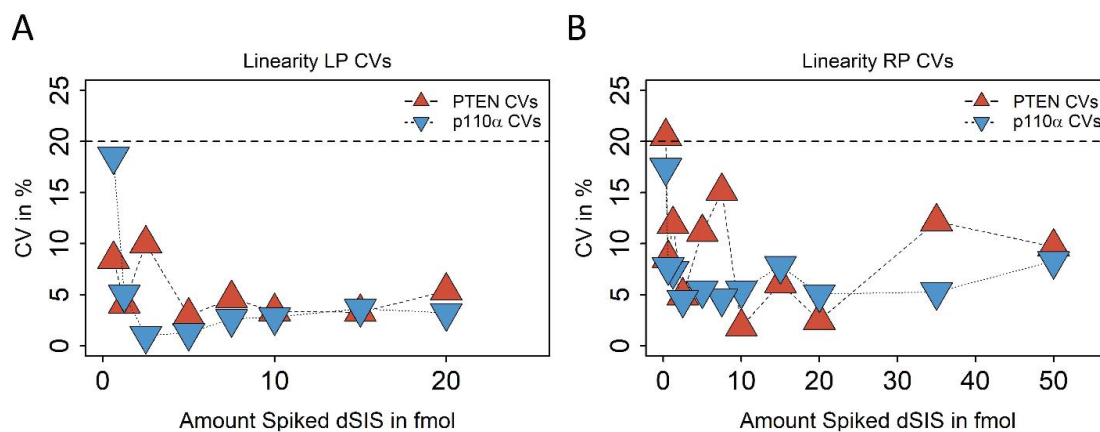 A
Linearity LP CVs
25
20
15
10
5
0
CV in %
PTEN CVs
p110α CVs
0
10
20
Amount Spiked dSIS in fmol
B
Linearity RP CVs
25
20
15
10
5
0
CV in %
PTEN CVs
p110α CVs
0
10
20
30
40
50
Amount Spiked dSIS in fmol